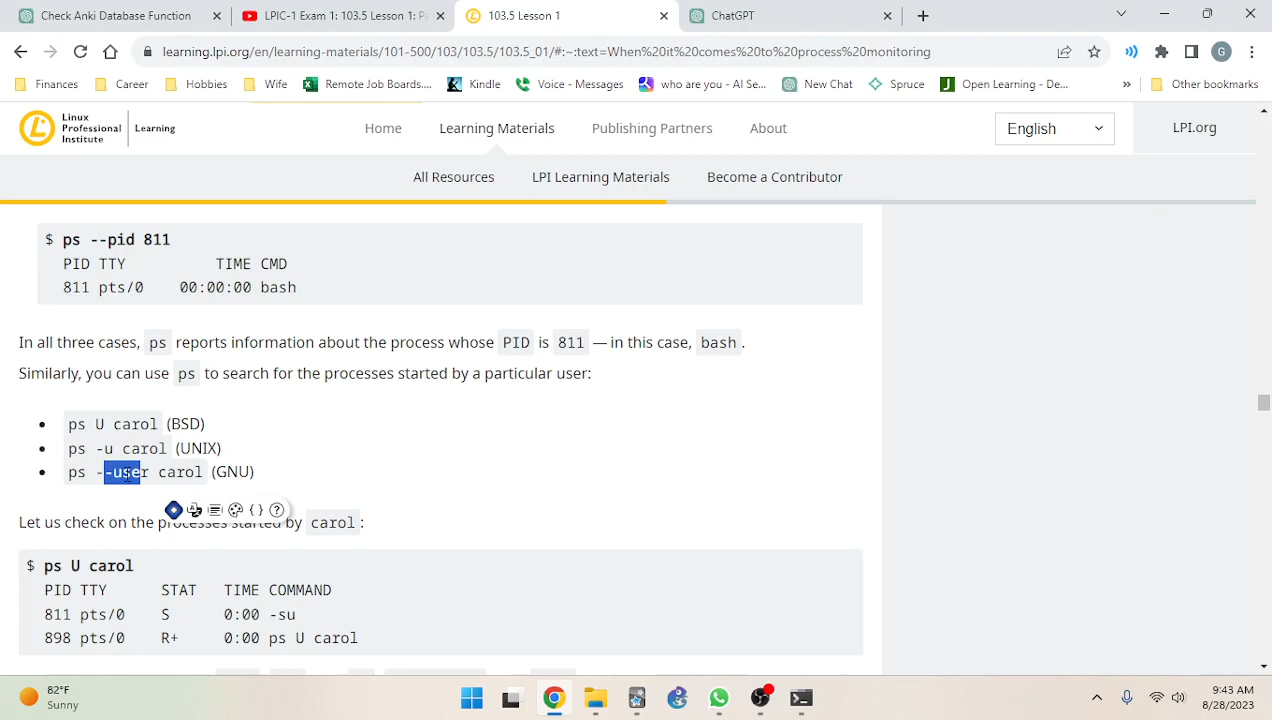 Check Anki Database Function
LPIC-1 Exam 1: 103.5 Lesson 1: Pr
103.5 Lesson 1
ChatGPT
learning.lpi.org/en/learning-materials/101-500/103/103.5/103.5_01/#:~:text=When%20it%20comes%20to%20process%20monitoring
G
Finances
Career
Hobbies
Wife
Remote Job Boards....
Kindle
Voice - Messages
who are you - AI Se...
New Chat
Spruce
Open Learning - De...
»
Other bookmarks
Linux
Professional
Institute
Learning
Home
Learning Materials
Publishing Partners
About
English
LPI.org
All Resources
LPI Learning Materials
Become a Contributor
$ ps --pid 811
PID TTY TIME CMD
811 pts/0 00:00:00 bash
In all three cases, ps reports information about the process whose PID is 811 — in this case, bash.
Similarly, you can use ps to search for the processes started by a particular user:
• ps U carol (BSD)
• ps -u carol (UNIX)
• ps --user carol (GNU)
Let us check on the processes started by carol:
$ ps U carol
PID TTY STAT TIME COMMAND
811 pts/0 S 0:00 -su
898 pts/0 R+ 0:00 ps U carol
82°F
Sunny
9:43 AM
8/28/2023